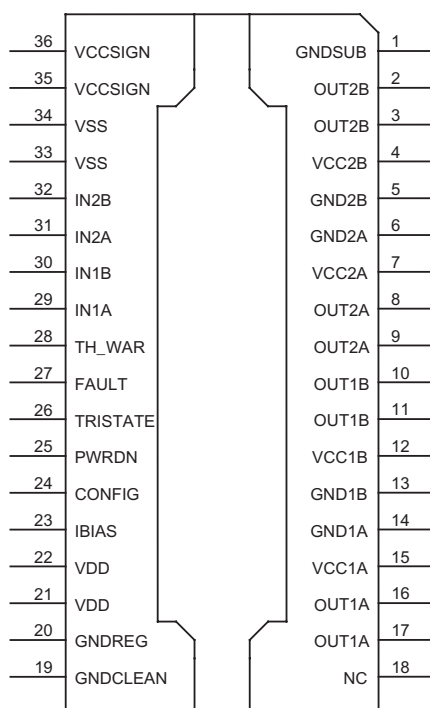 36 VCCSIGN GNDSUB 1
35 VCCSIGN OUT2B 2
34 VSS OUT2B 3
33 VSS VCC2B 4
32 IN2B GND2B 5
31 IN2A GND2A 6
30 IN1B VCC2A 7
29 IN1A OUT2A 8
28 TH_WAR OUT2A 9
27 FAULT OUT1B 10
26 TRISTATE OUT1B 11
25 PWRDN VCC1B 12
24 CONFIG GND1B 13
23 IBIAS GND1A 14
22 VDD VCC1A 15
21 VDD OUT1A 16
20 GNDREG OUT1A 17
19 GNDCLEAN NC 18